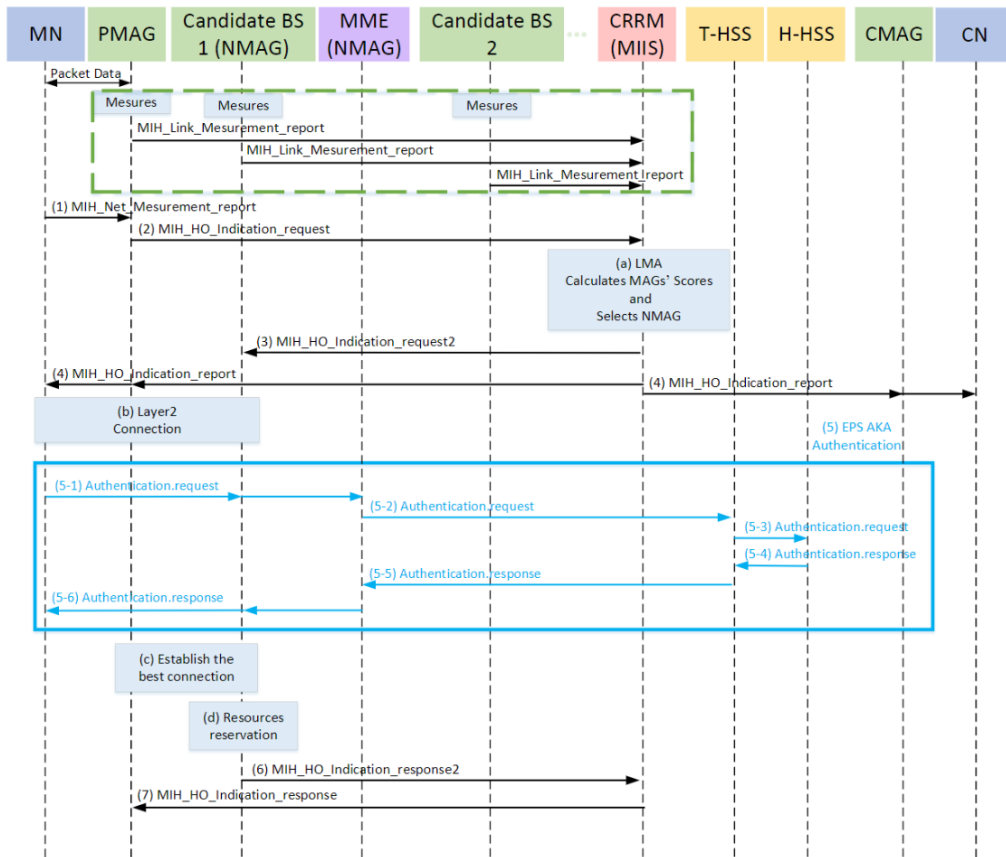 MN
PMAG
Candidate BS
1 (NMAG)
MME
(NMAG)
Candidate BS
2
...
CRRM
(MIIS)
T-HSS
H-HSS
CMAG
CN
Packet Data
Mesures
Mesures
Mesures
MIH_Link_Mesurement_report
MIH_Link_Mesurement_report
MIH_Link_Mesurement_report
(1) MIH_Net_Mesurement_report
(2) MIH_HO_Indication_request
(a) LMA
Calculates MAGs' Scores
and
Selects NMAG
(3) MIH_HO_Indication_request2
(4) MIH_HO_Indication_report
(4) MIH_HO_Indication_report
(b) Layer2
Connection
(5) EPS AKA
Authentication
(5-1) Authentication.request
(5-2) Authentication.request
(5-3) Authentication.request
(5-4) Authentication.response
(5-5) Authentication.response
(5-6) Authentication.response
(c) Establish the
best connection
(d) Resources
reservation
(6) MIH_HO_Indication_response2
(7) MIH_HO_Indication_response